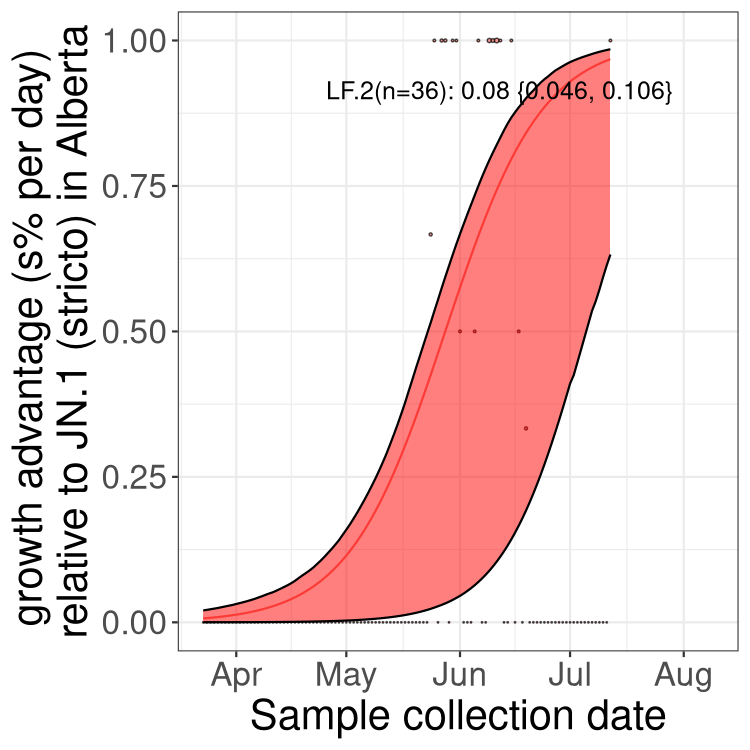 growth advantage (s% per day)
relative to JN.1 (stricto) in Alberta
1.00
0.75
0.50
0.25
0.00
LF.2(n=36): 0.08 {0.046, 0.106}
Apr May Jun Jul Aug
Sample collection date